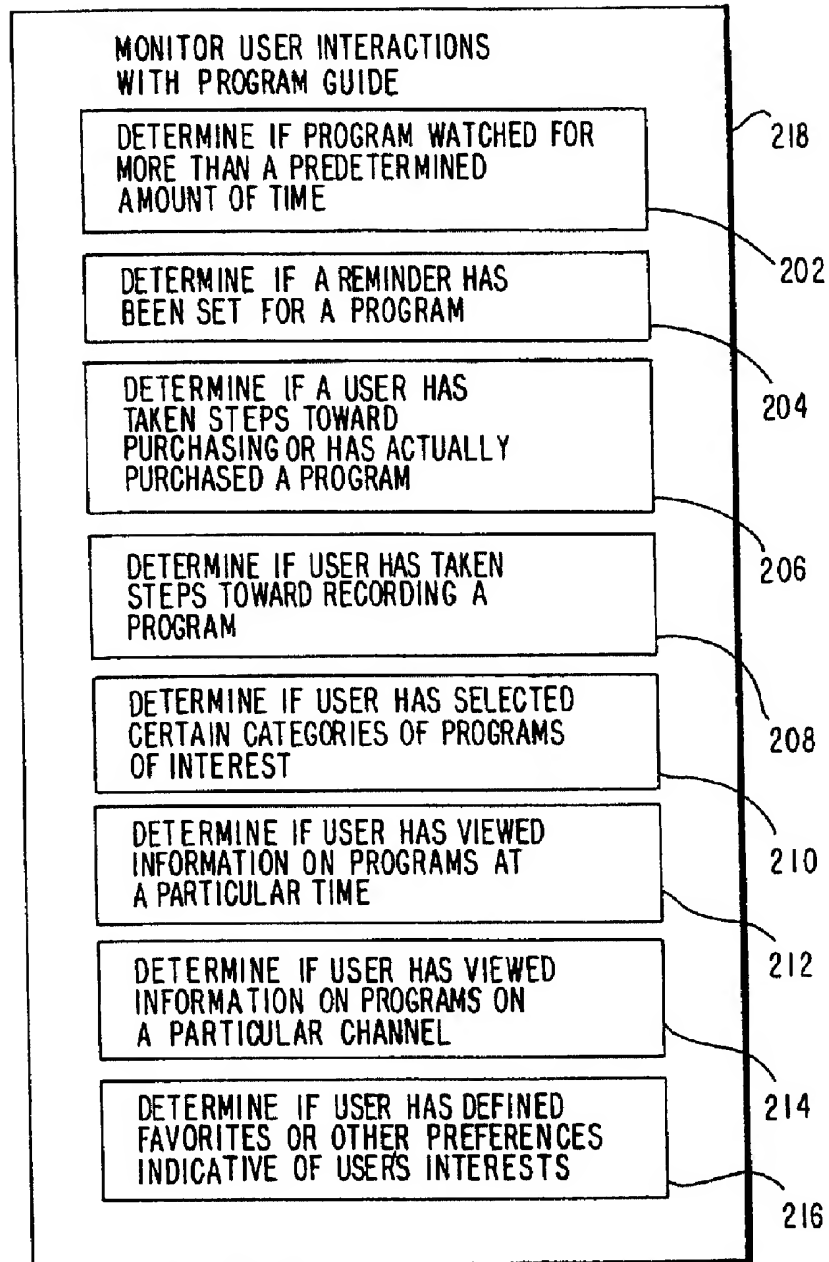 MONITOR USER INTERACTIONS
WITH PROGRAM GUIDE
218
DETERMINE IF PROGRAM WATCHED FOR
MORE THAN A PREDETERMINED
AMOUNT OF TIME
202
DETERMINE IF A REMINDER HAS
BEEN SET FOR A PROGRAM
204
DETERMINE IF A USER HAS
TAKEN STEPS TOWARD
PURCHASING OR HAS ACTUALLY
PURCHASED A PROGRAM
206
DETERMINE IF USER HAS TAKEN
STEPS TOWARD RECORDING A
PROGRAM
208
DETERMINE IF USER HAS SELECTED
CERTAIN CATEGORIES OF PROGRAMS
OF INTEREST
210
DETERMINE IF USER HAS VIEWED
INFORMATION ON PROGRAMS AT
A PARTICULAR TIME
212
DETERMINE IF USER HAS VIEWED
INFORMATION ON PROGRAMS ON
A PARTICULAR CHANNEL
214
DETERMINE IF USER HAS DEFINED
FAVORITES OR OTHER PREFERENCES
INDICATIVE OF USER'S INTERESTS
216